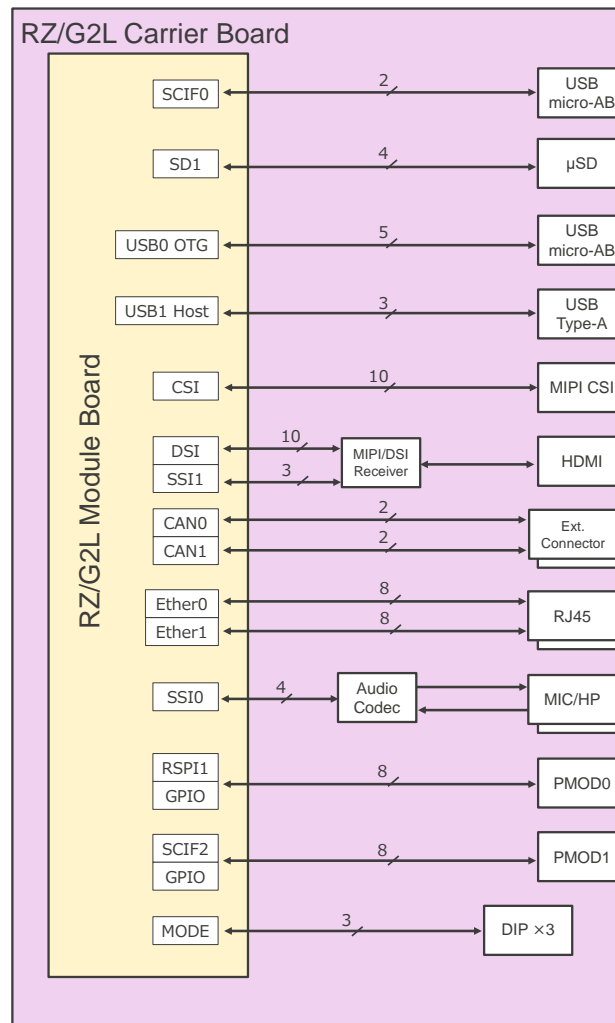 RZ/G2L Carrier Board
RZ/G2L Module Board
SCIF0
2
USB
micro-AB
SD1
4
µSD
USB0 OTG
5
USB
micro-AB
USB1 Host
3
USB
Type-A
CSI
10
MIPI CSI
DSI
10
SSI1
3
MIPI/DSI
Receiver
HDMI
CAN0
2
CAN1
2
Ext.
Connector
Ether0
8
Ether1
8
RJ45
SSI0
4
Audio
Codec
MIC/HP
RSPI1
GPIO
8
PMOD0
SCIF2
GPIO
8
PMOD1
MODE
3
DIP ×3